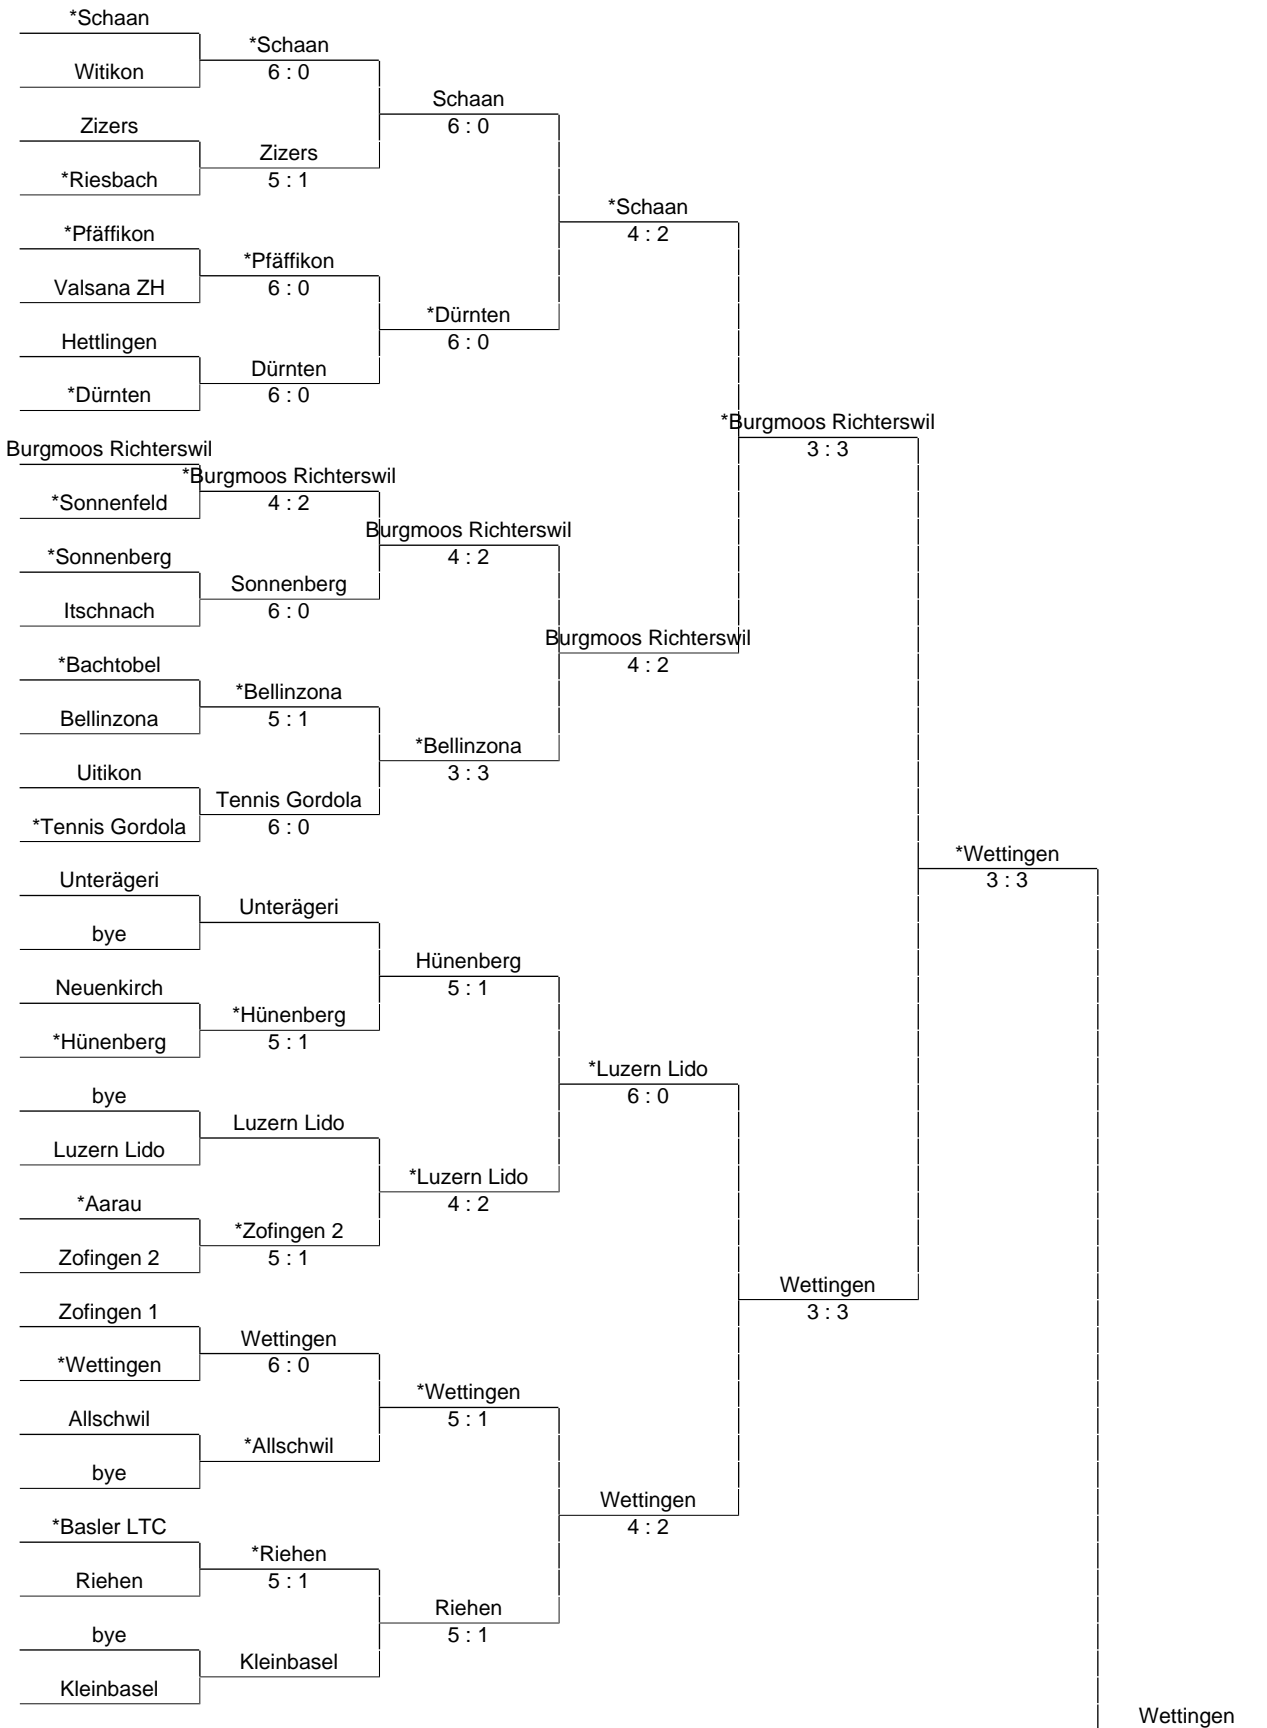 *Schaan
*Schaan
Witikon
6 : 0
Schaan
Zizers
6 : 0
Zizers
*Riesbach
5 : 1
*Schaan
*Pfäffikon
4 : 2
*Pfäffikon
Valsana ZH
6 : 0
*Dürnten
Hettlingen
6 : 0
Dürnten
*Dürnten
6 : 0
*Burgmoos Richterswil
Burgmoos Richterswil
3 : 3
*Burgmoos Richterswil
*Sonnenfeld
4 : 2
Burgmoos Richterswil
*Sonnenberg
4 : 2
Sonnenberg
Itschnach
6 : 0
Burgmoos Richterswil
*Bachtobel
4 : 2
*Bellinzona
Bellinzona
5 : 1
*Bellinzona
Uitikon
3 : 3
Tennis Gordola
*Tennis Gordola
6 : 0
*Wettingen
Unterägeri
3 : 3
Unterägeri
bye
Hünenberg
Neuenkirch
5 : 1
*Hünenberg
*Hünenberg
5 : 1
*Luzern Lido
bye
6 : 0
Luzern Lido
Luzern Lido
*Luzern Lido
*Aarau
4 : 2
*Zofingen 2
Zofingen 2
5 : 1
Wettingen
Zofingen 1
3 : 3
Wettingen
*Wettingen
6 : 0
*Wettingen
Allschwil
5 : 1
*Allschwil
bye
Wettingen
*Basler LTC
4 : 2
*Riehen
Riehen
5 : 1
Riehen
bye
5 : 1
Kleinbasel
Kleinbasel
Wettingen